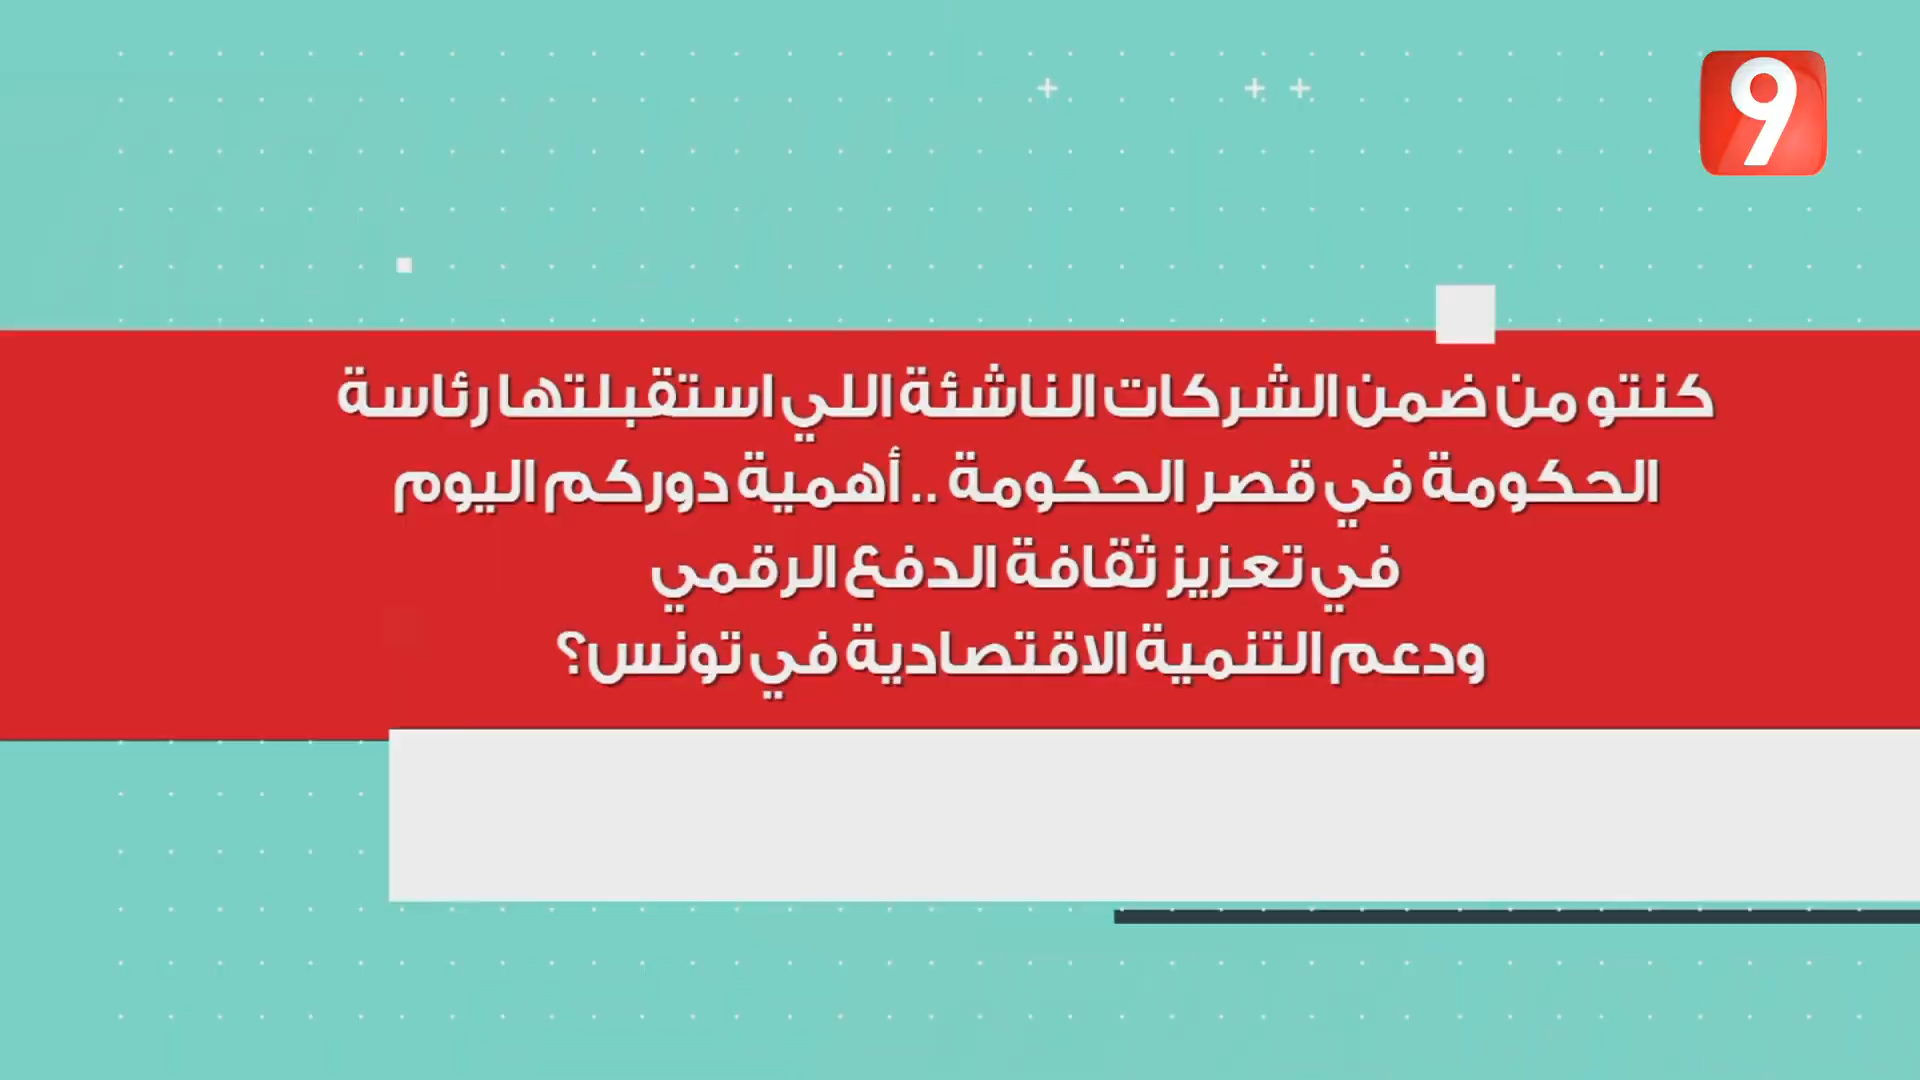 9
كنتو من ضمن الشركات الناشئة اللي استقبلتها رئاسة
الحكومة في قصر الحكومة .. أهمية دوركم اليوم
في تعزيز ثقافة الدفع الرقمي
ودعم التنمية الاقتصادية في تونس؟